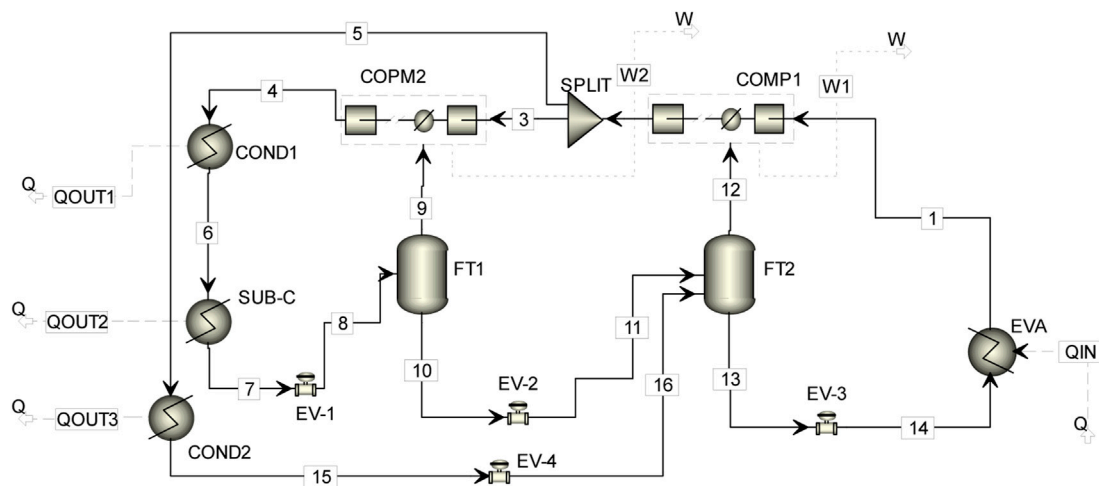 5
W
W
COPM2
W2
SPLIT
COMP1
W1
4
3
COND1
Q
QOUT1
9
12
1
6
FT1
FT2
SUB-C
Q
QOUT2
8
11
EVA
QIN
7
EV-1
10
EV-2
16
13
EV-3
14
Q
Q
QOUT3
COND2
15
EV-4